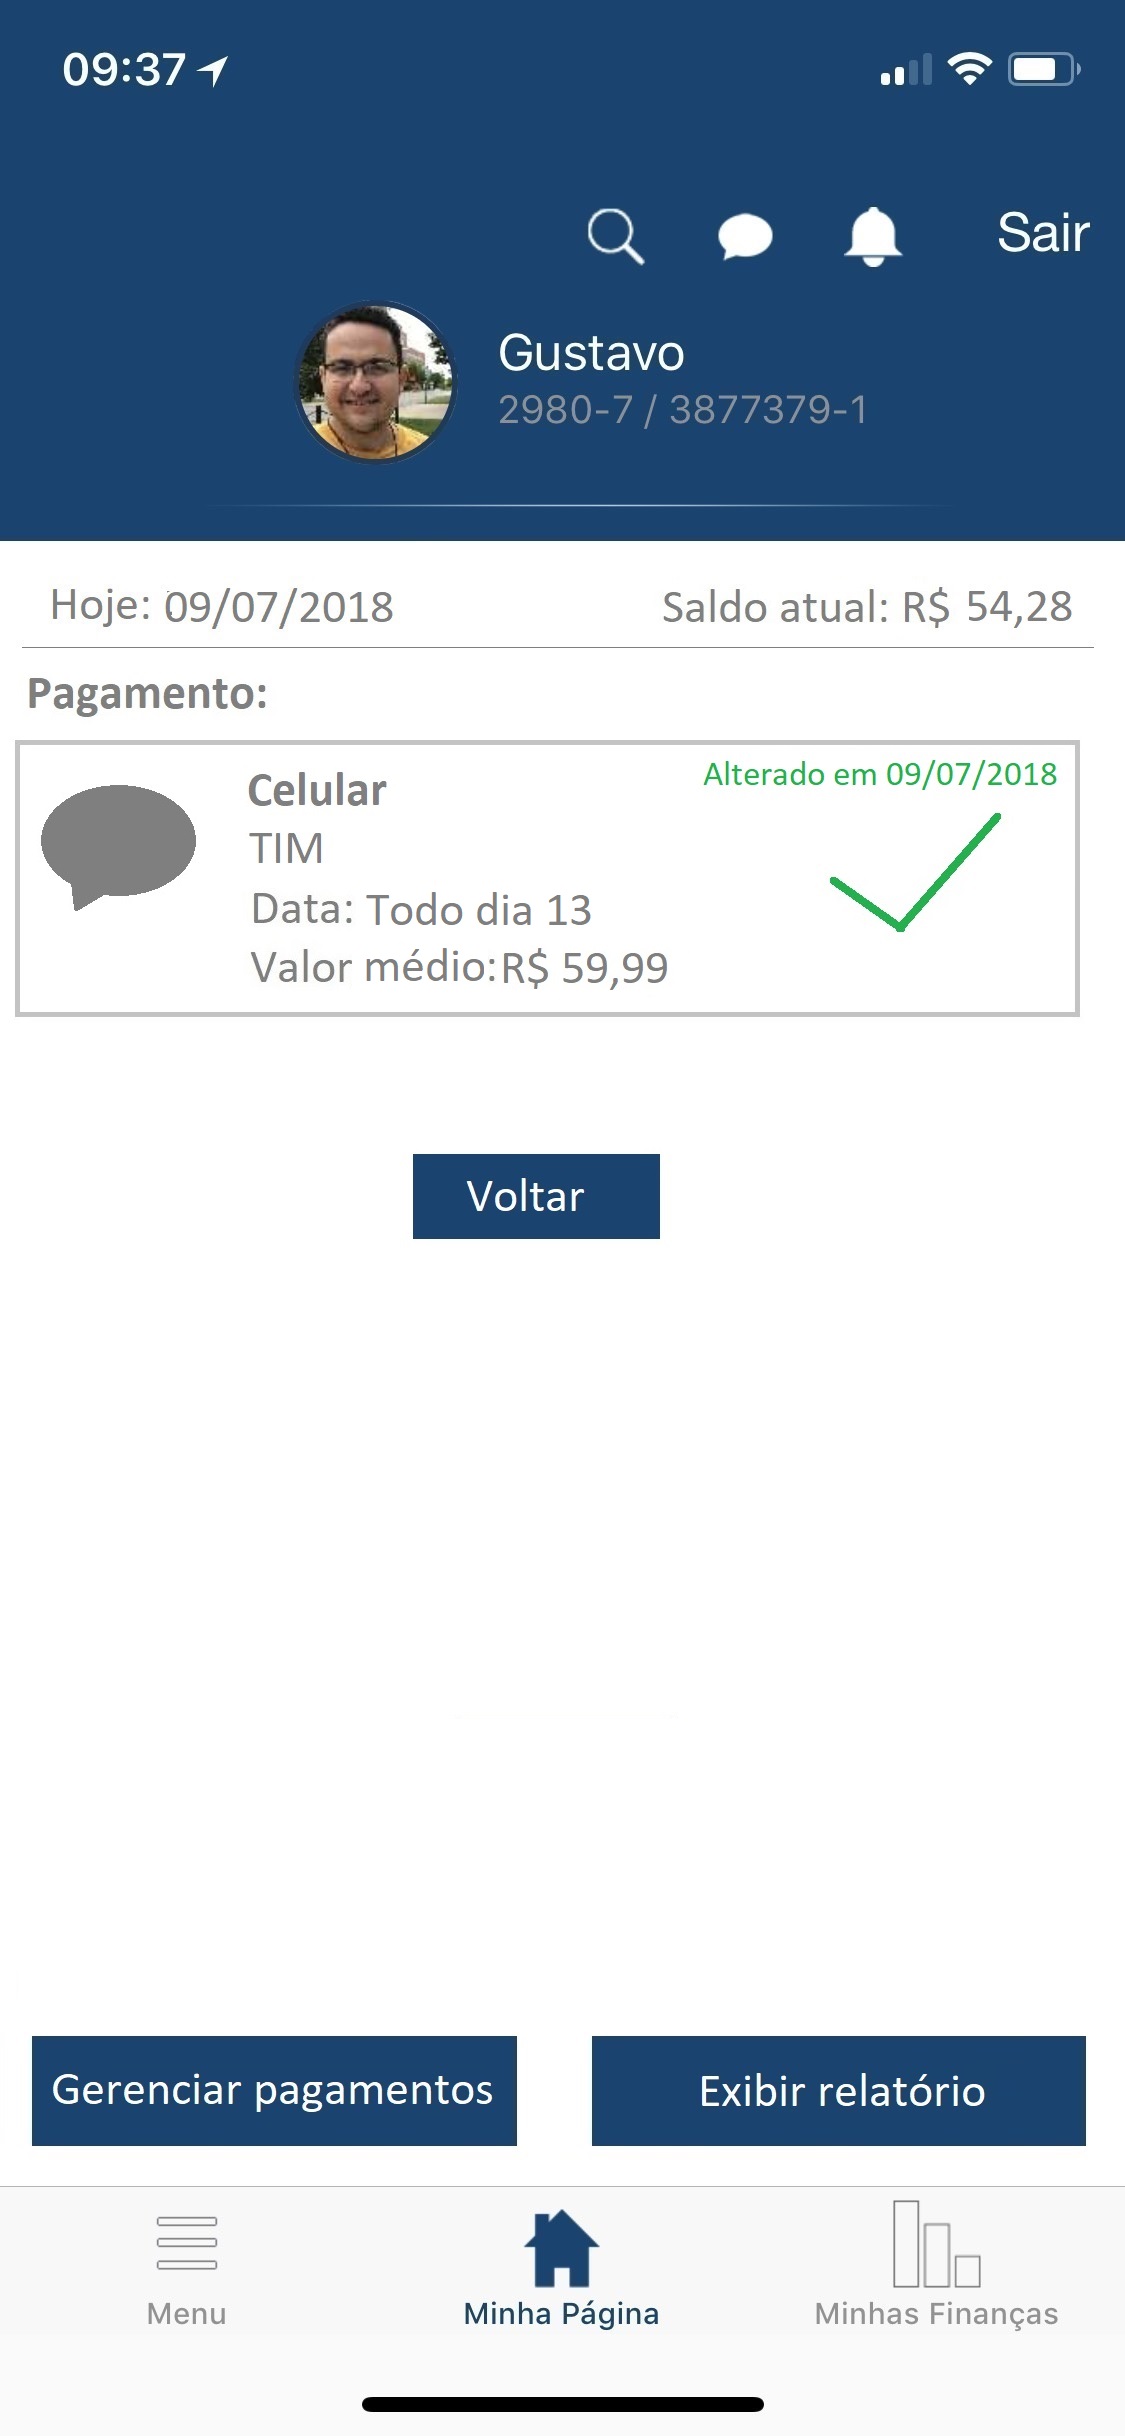 09:37
Sair
Gustavo
2980-7 / 3877379-1
Hoje: 09/07/2018 Saldo atual: R$ 54,28
Pagamento:
Celular
Alterado em 09/07/2018
TIM
Data: Todo dia 13
Valor médio: R$ 59,99
Voltar
Gerenciar pagamentos
Exibir relatório
Menu
Minha Página
Minhas Finanças